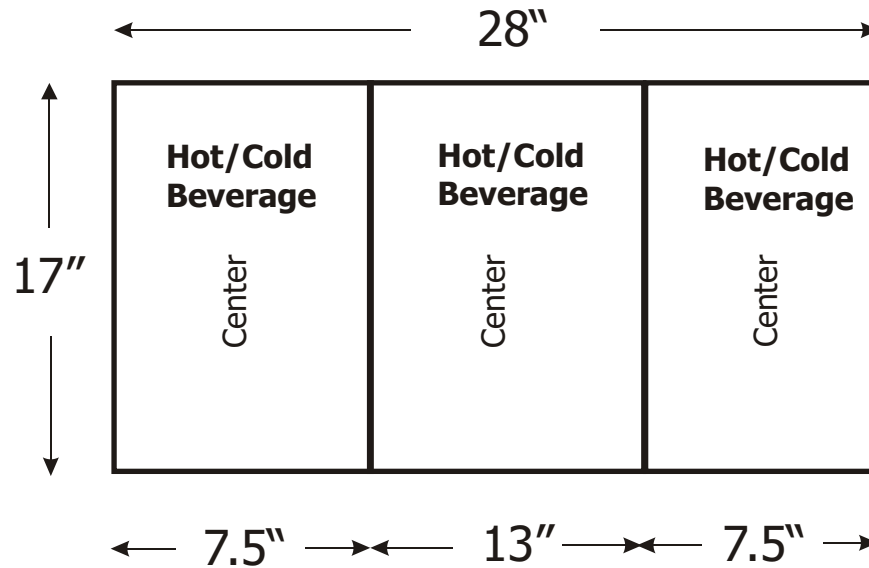 28“
Hot/Cold
Beverage
Hot/Cold
Beverage
Hot/Cold
Beverage
17”
Center
Center
Center
7.5“
13”
7.5“